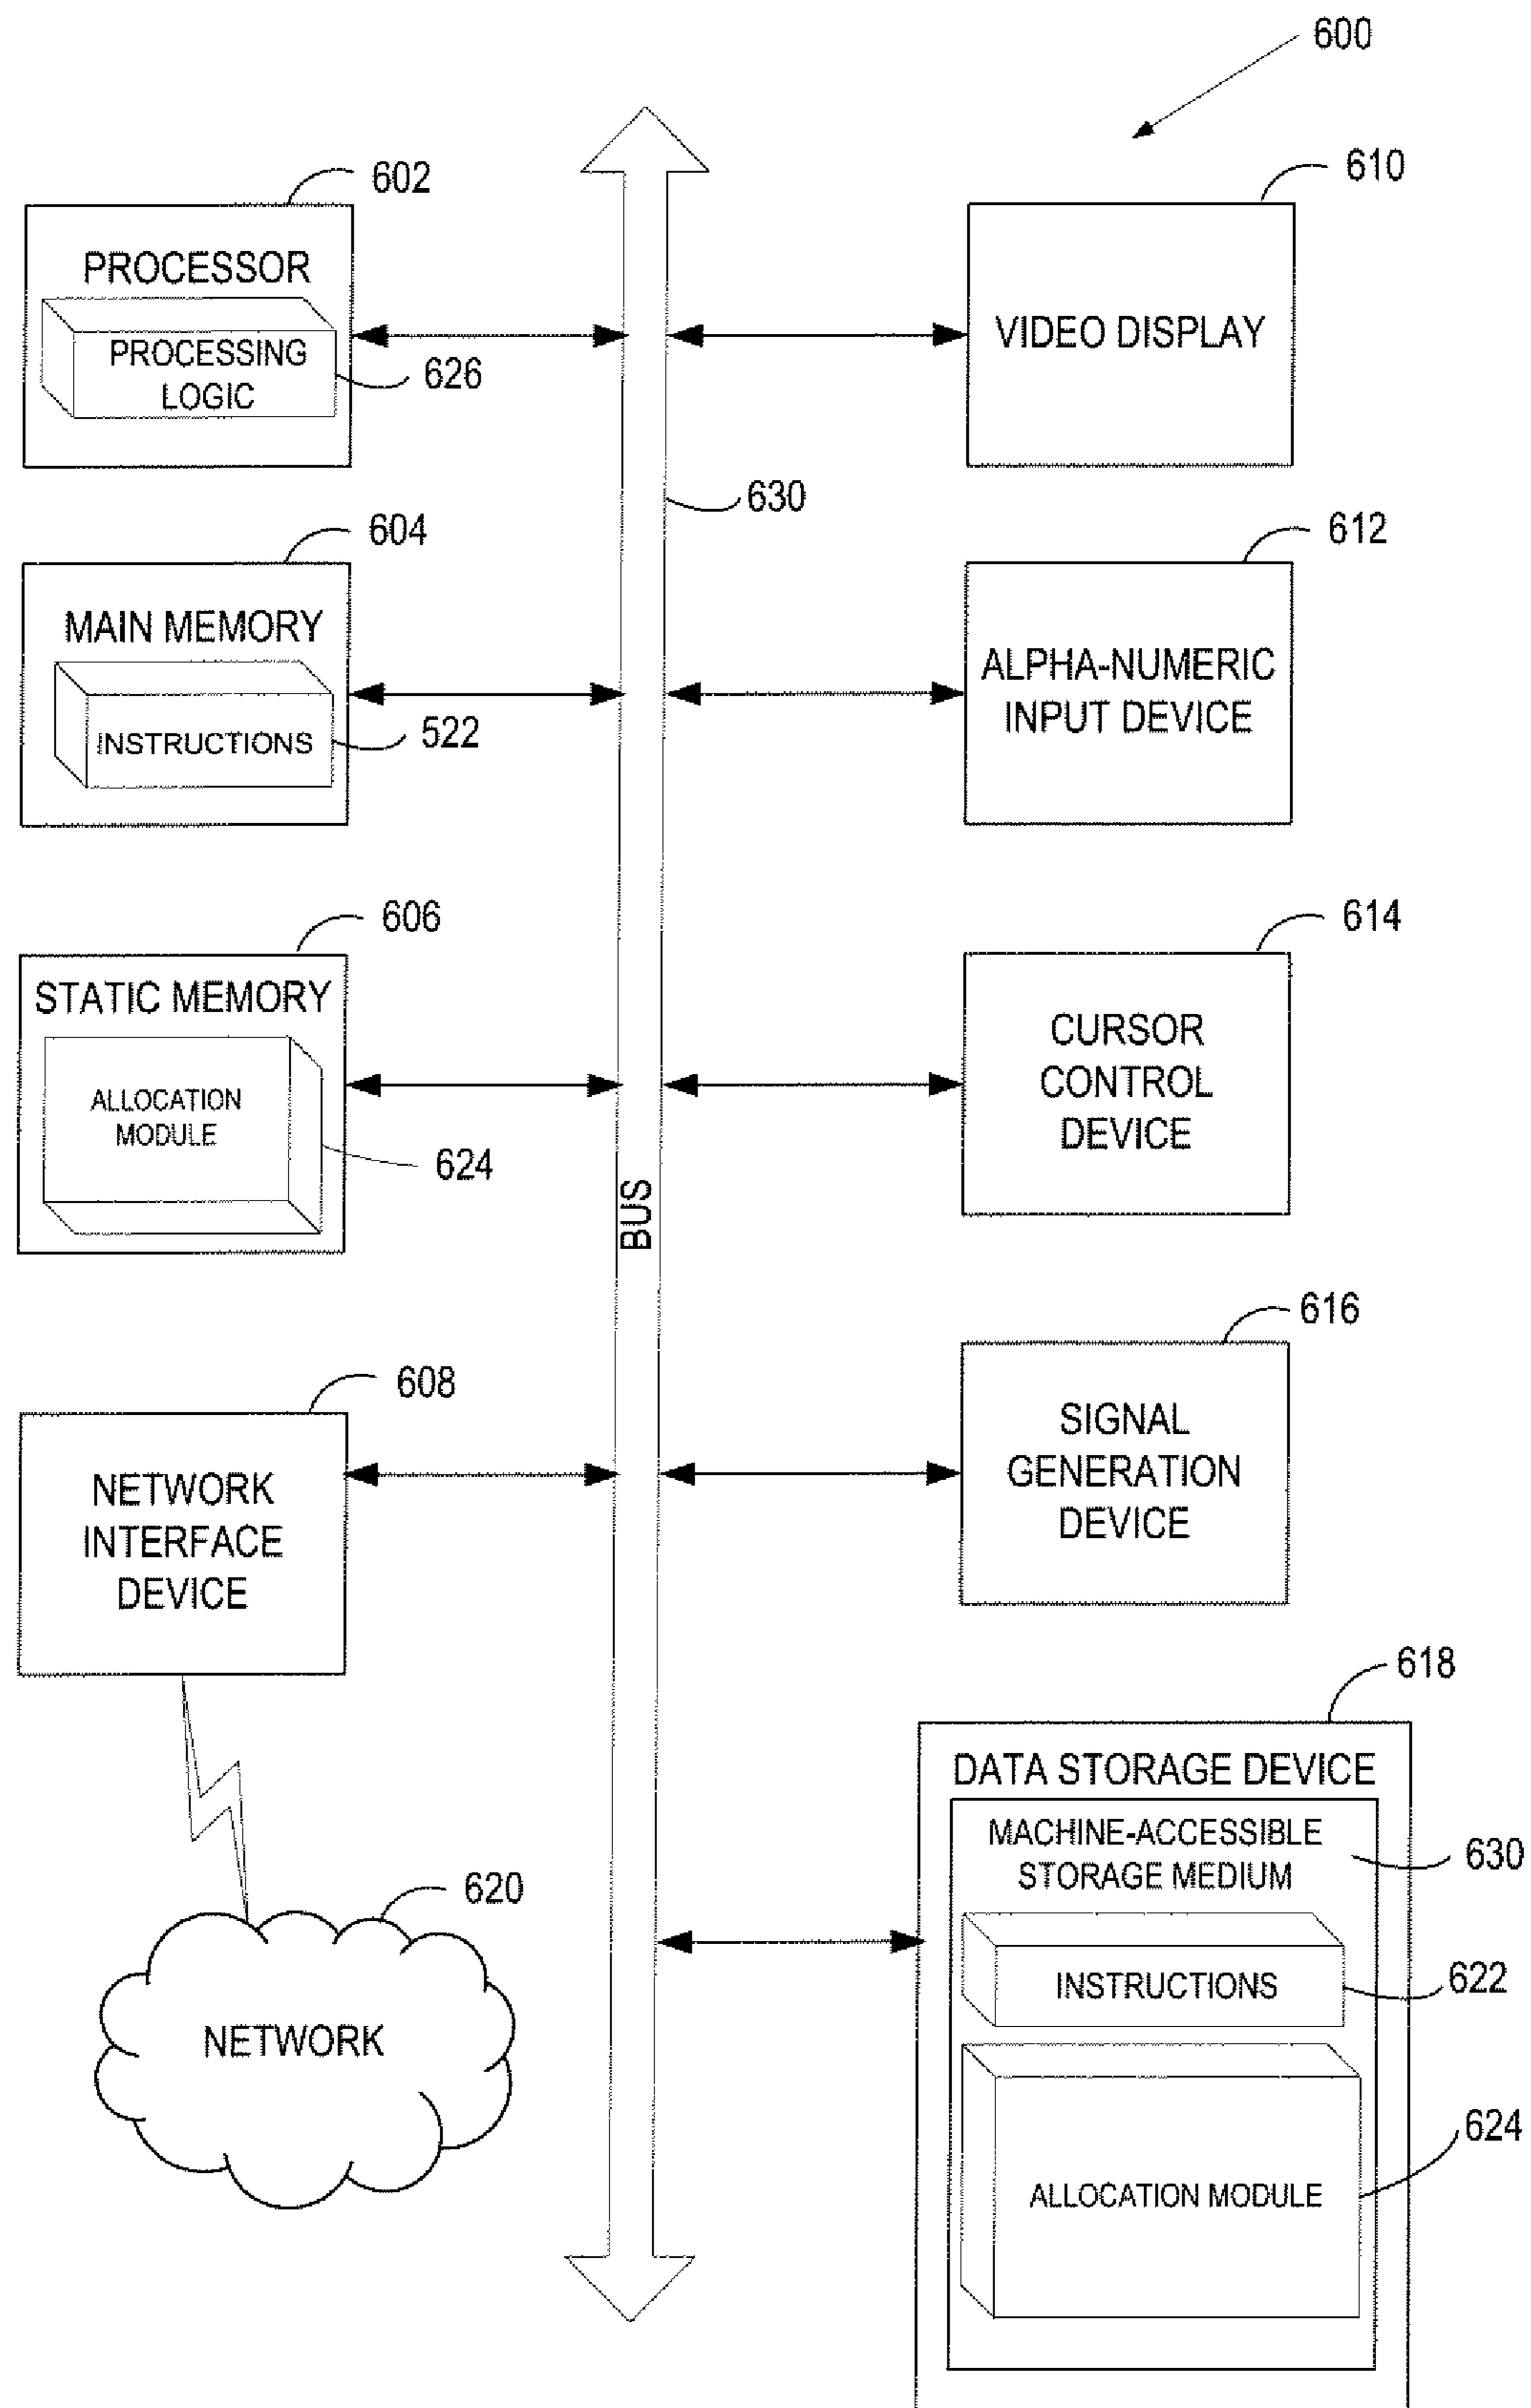 600
602
PROCESSOR
PROCESSING
LOGIC
626
610
VIDEO DISPLAY
630
604
MAIN MEMORY
INSTRUCTIONS
522
612
ALPHA-NUMERIC
INPUT DEVICE
606
STATIC MEMORY
ALLOCATION
MODULE
624
614
CURSOR
CONTROL
DEVICE
BUS
608
NETWORK
INTERFACE
DEVICE
616
SIGNAL
GENERATION
DEVICE
620
NETWORK
618
DATA STORAGE DEVICE
MACHINE-ACCESSIBLE
STORAGE MEDIUM
630
INSTRUCTIONS
622
ALLOCATION MODULE
624